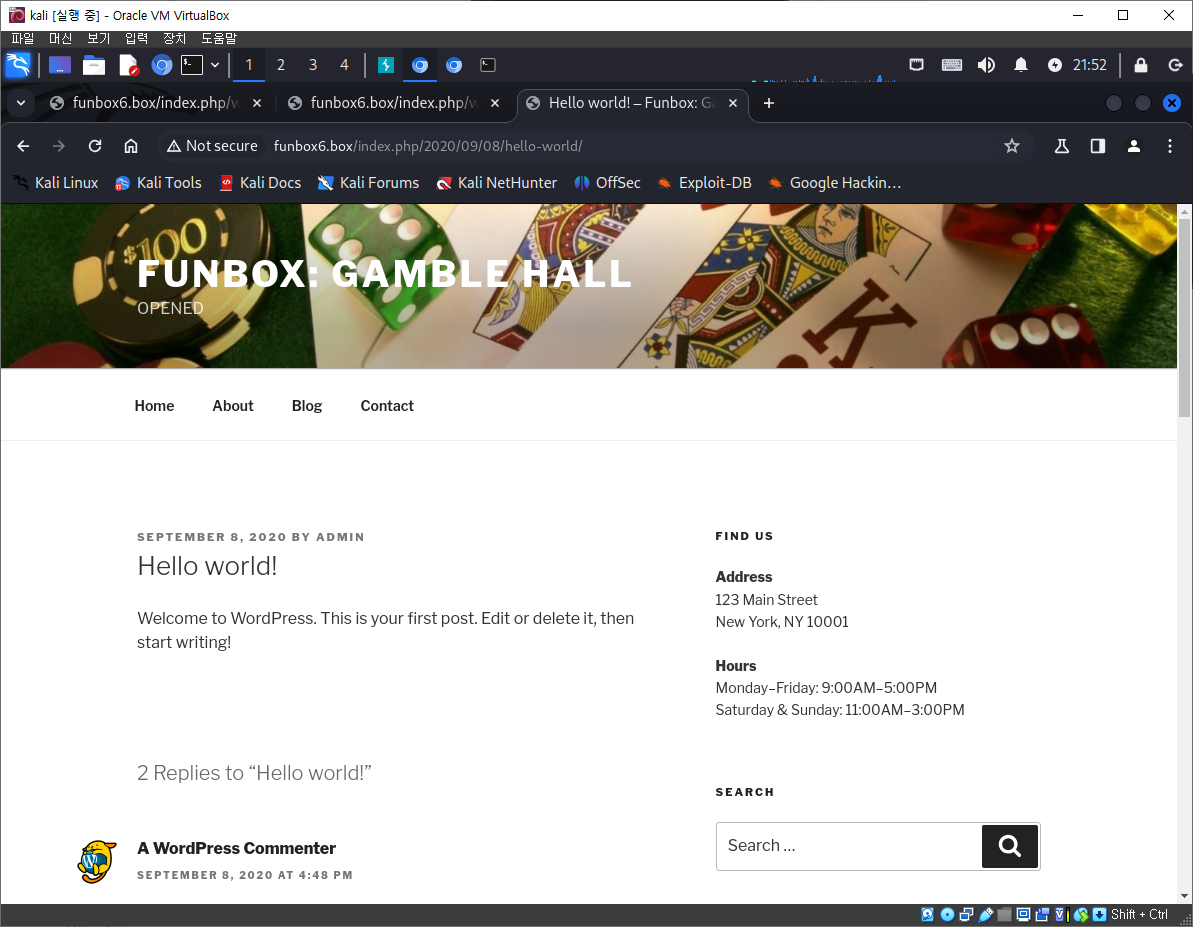 kali [실행 중] - Oracle VM VirtualBox
파일 머신 보기 입력 장치 도움말
1 2 3 4 21:52
funbox6.box/index.php/w funbox6.box/index.php/w Hello world! – Funbox: Ga
Not secure funbox6.box/index.php/2020/09/08/hello-world/
Kali Linux Kali Tools Kali Docs Kali Forums Kali NetHunter OffSec Exploit-DB Google Hackin…
$100
FUNBOX: GAMBLE HALL
OPENED
K
Home About Blog Contact
SEPTEMBER 8, 2020 BY ADMIN
Hello world!
Welcome to WordPress. This is your first post. Edit or delete it, then
start writing!
2 Replies to “Hello world!”
A WordPress Commenter
SEPTEMBER 8, 2020 AT 4:48 PM
FIND US
Address
123 Main Street
New York, NY 10001
Hours
Monday–Friday: 9:00AM–5:00PM
Saturday & Sunday: 11:00AM–3:00PM
SEARCH
Search …
Shift + Ctrl